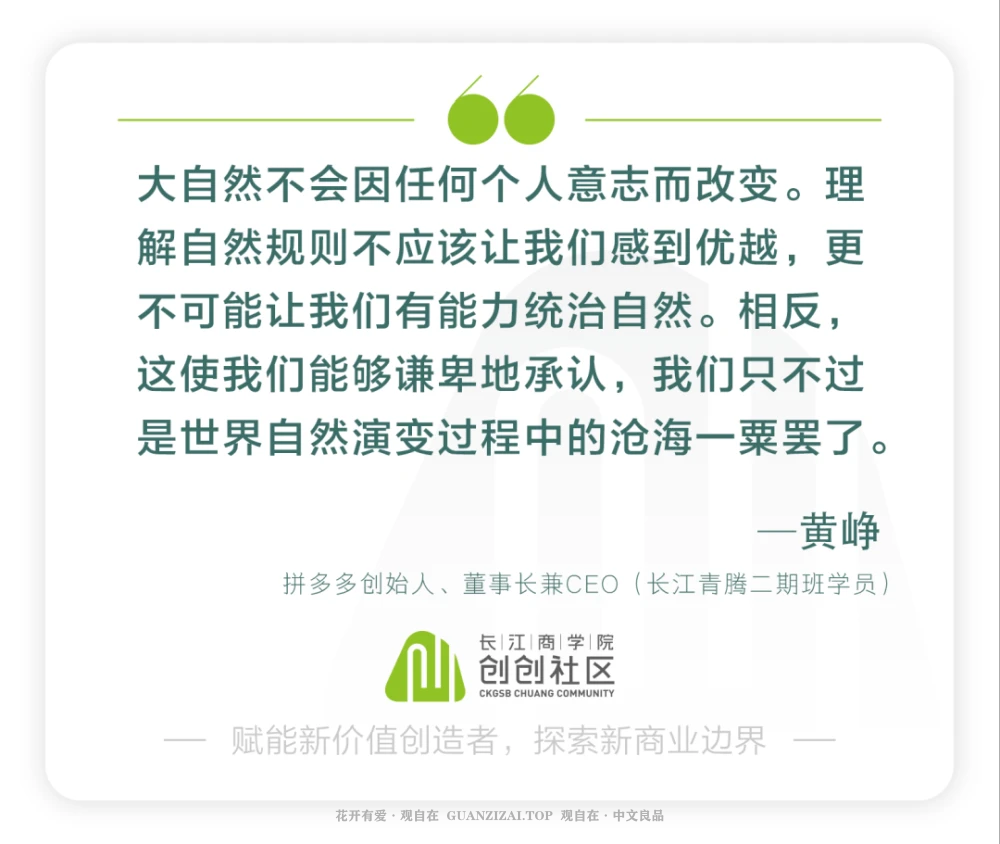 大自然不会因任何个人意志而改变。理
解自然规则不应该让我们感到优越，更
不可能让我们有能力统治自然。相反，
这使我们能够谦卑地承认，我们只不过
是世界自然演变过程中的沧海一粟罢了。
—黄峥
拼多多创始人、董事长兼CEO（长江青腾二期班学员）
长|江|商|学|院
创创社区
CKGSB CHUANG COMMUNITY
— 赋能新价值创造者，探索新商业边界 —
花开有爱·观自在 GUANZIZAI.TOP 观自在·中文良品